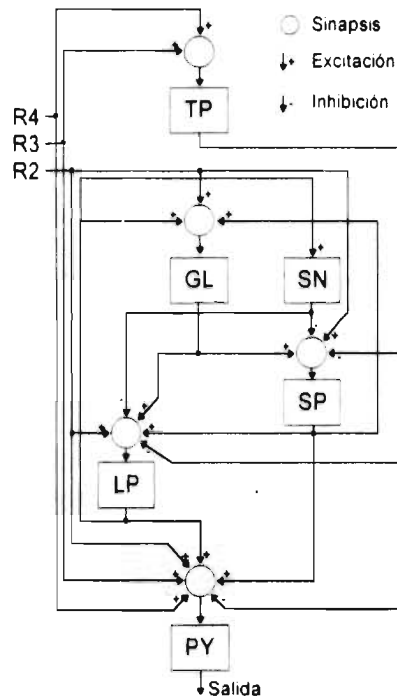 Sinapsis
+ Excitación
- Inhibición
+
+
TP
R4
R3
R2
+
+
+
+
GL
SN
+
+
+
-
SP
+
+
+
+
-
LP
+
+
+
+
+
-
PY
Salida